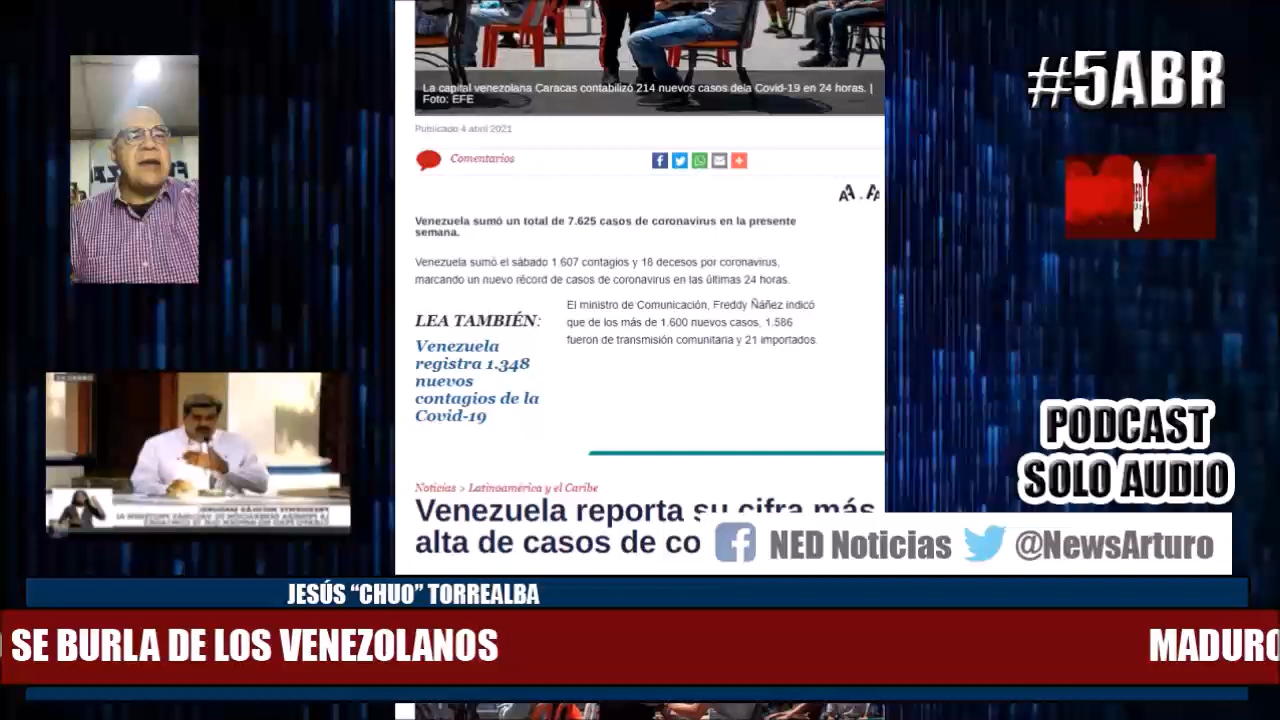 La capital venezolana Caracas contabilizó 214 nuevos casos dela Covid-19 en 24 horas. |
Foto: EFE
Publicado 4 abril 2021
Comentarios
Venezuela sumó un total de 7.625 casos de coronavirus en la presente
semana.
Venezuela sumó el sábado 1.607 contagios y 18 decesos por coronavirus,
marcando un nuevo récord de casos de coronavirus en las últimas 24 horas.
El ministro de Comunicación, Freddy Ñáñez indicó
que de los más de 1.600 nuevos casos, 1.586
fueron de transmisión comunitaria y 21 importados.
LEA TAMBIÉN:
Venezuela
registra 1.348
nuevos
contagios de la
Covid-19
Noticias > Latinoamérica y el Caribe
Venezuela reporta su cifra más
alta de casos de co
#5ABR
PODCAST
SOLO AUDIO
NED Noticias @NewsArturo
JESÚS “CHUO” TORREALBA
SE BURLA DE LOS VENEZOLANOS MADURO